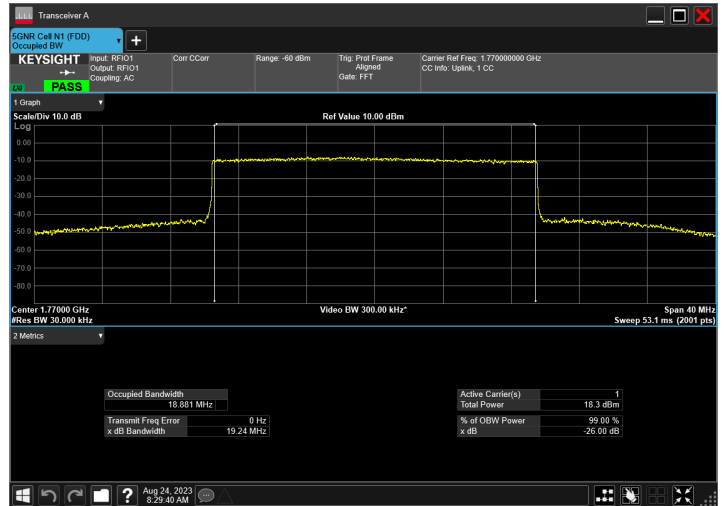 Transceiver A
5GNR Cell N1 (FDD)
Occupied BW
KEYSIGHT
LXI
PASS
Input: RFIO1
Output: RFIO1
Coupling: AC
Corr CCorr
Range: -60 dBm
Trig: Prot Frame
Aligned
Gate: FFT
Carrier Ref Freq: 1.770000000 GHz
CC Info: Uplink, 1 CC
1 Graph
Scale/Div 10.0 dB
Ref Value 10.00 dBm
Log
0.00
-10.0
-20.0
-30.0
-40.0
-50.0
-60.0
-70.0
-80.0
Center 1.77000 GHz
Video BW 300.00 kHz*
Span 40 MHz
#Res BW 30.000 kHz
Sweep 53.1 ms (2001 pts)
2 Metrics
Occupied Bandwidth
18.881 MHz
Transmit Freq Error 0 Hz
x dB Bandwidth 19.24 MHz
Active Carrier(s) 1
Total Power 18.3 dBm
% of OBW Power 99.00 %
x dB -26.00 dB
Aug 24, 2023
8:29:40 AM